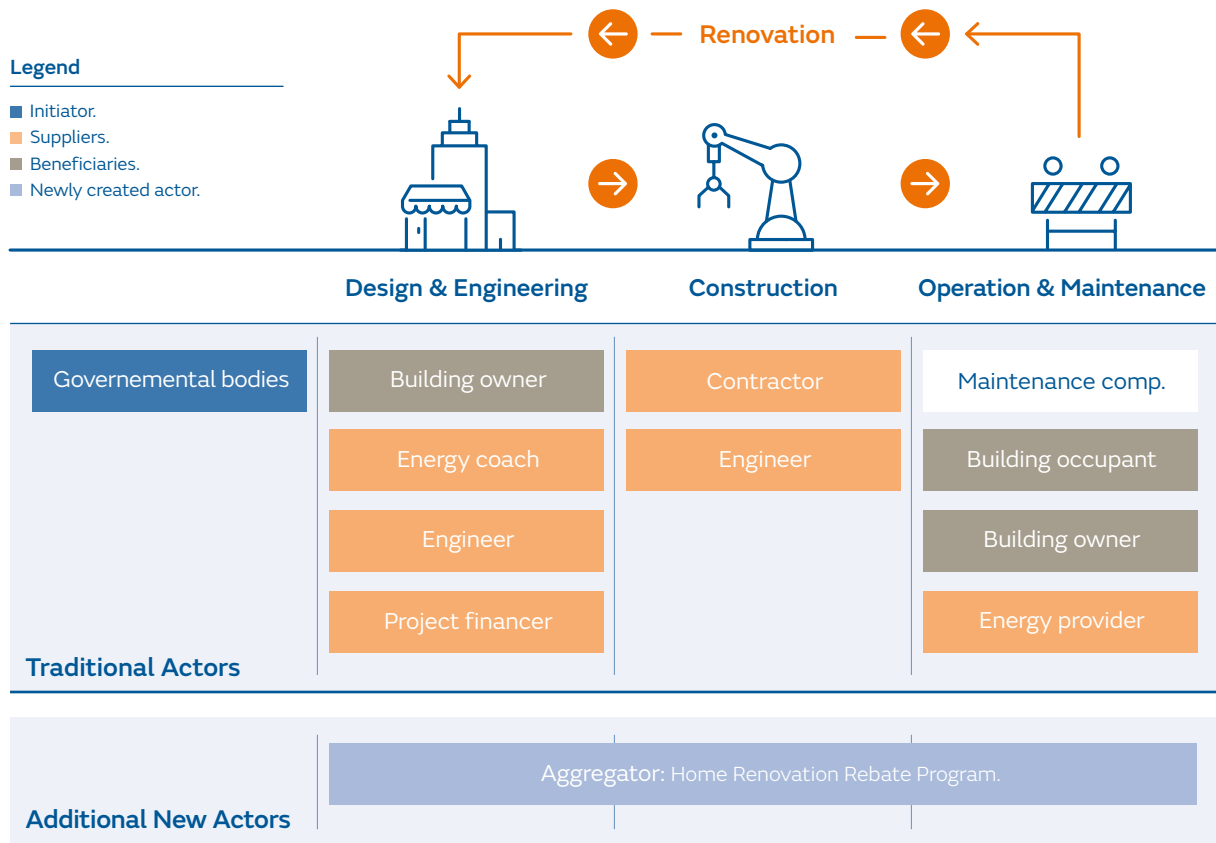 Renovation
Legend
Initiator.
Suppliers.
Beneficiaries.
Newly created actor.
Design & Engineering
Construction
Operation & Maintenance
Governemental bodies
Building owner
Contractor
Maintenance comp.
Energy coach
Engineer
Building occupant
Engineer
Building owner
Project financer
Energy provider
Traditional Actors
Aggregator: Home Renovation Rebate Program.
Additional New Actors